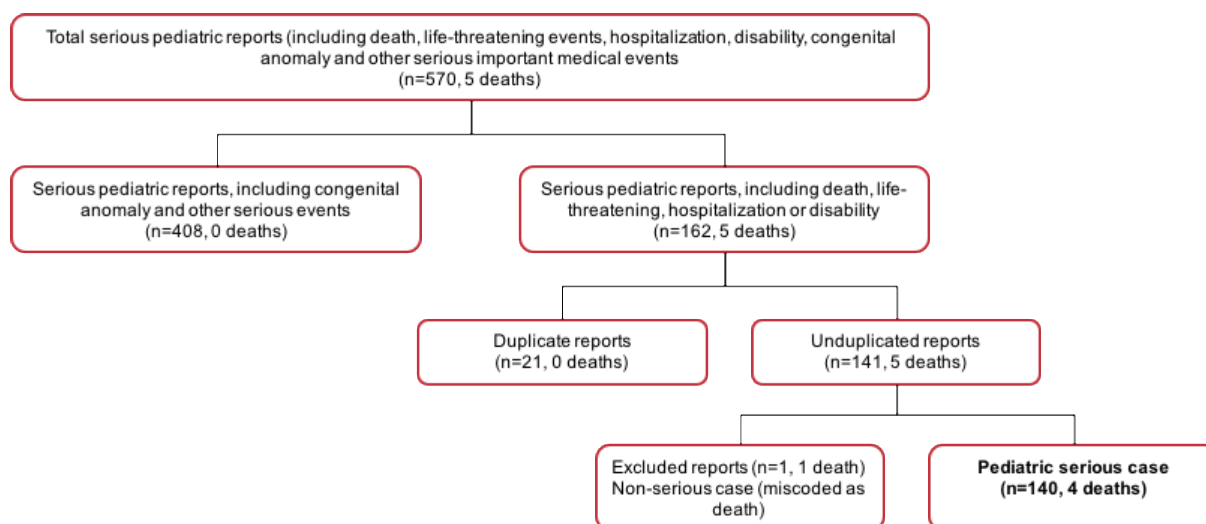 Total serious pediatric reports (including death, life-threatening events, hospitalization, disability, congenital
anomaly and other serious important medical events
(n=570, 5 deaths)
Serious pediatric reports, including congenital
anomaly and other serious events
(n=408, 0 deaths)
Serious pediatric reports, including death, life-
threatening, hospitalization or disability
(n=162, 5 deaths)
Duplicate reports
(n=21, 0 deaths)
Unduplicated reports
(n=141, 5 deaths)
Excluded reports (n=1, 1 death)
Non-serious case (miscoded as
death)
Pediatric serious case
(n=140, 4 deaths)